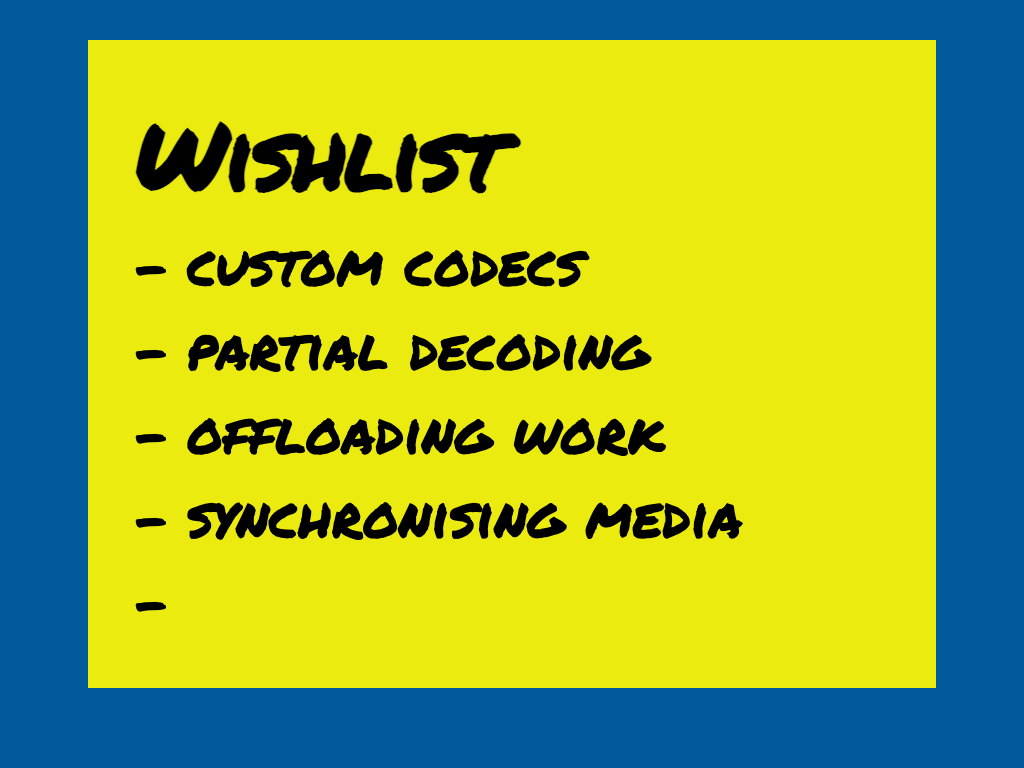 Wishlist
- custom codecs
- partial decoding
- offloading work
- synchronising media
-